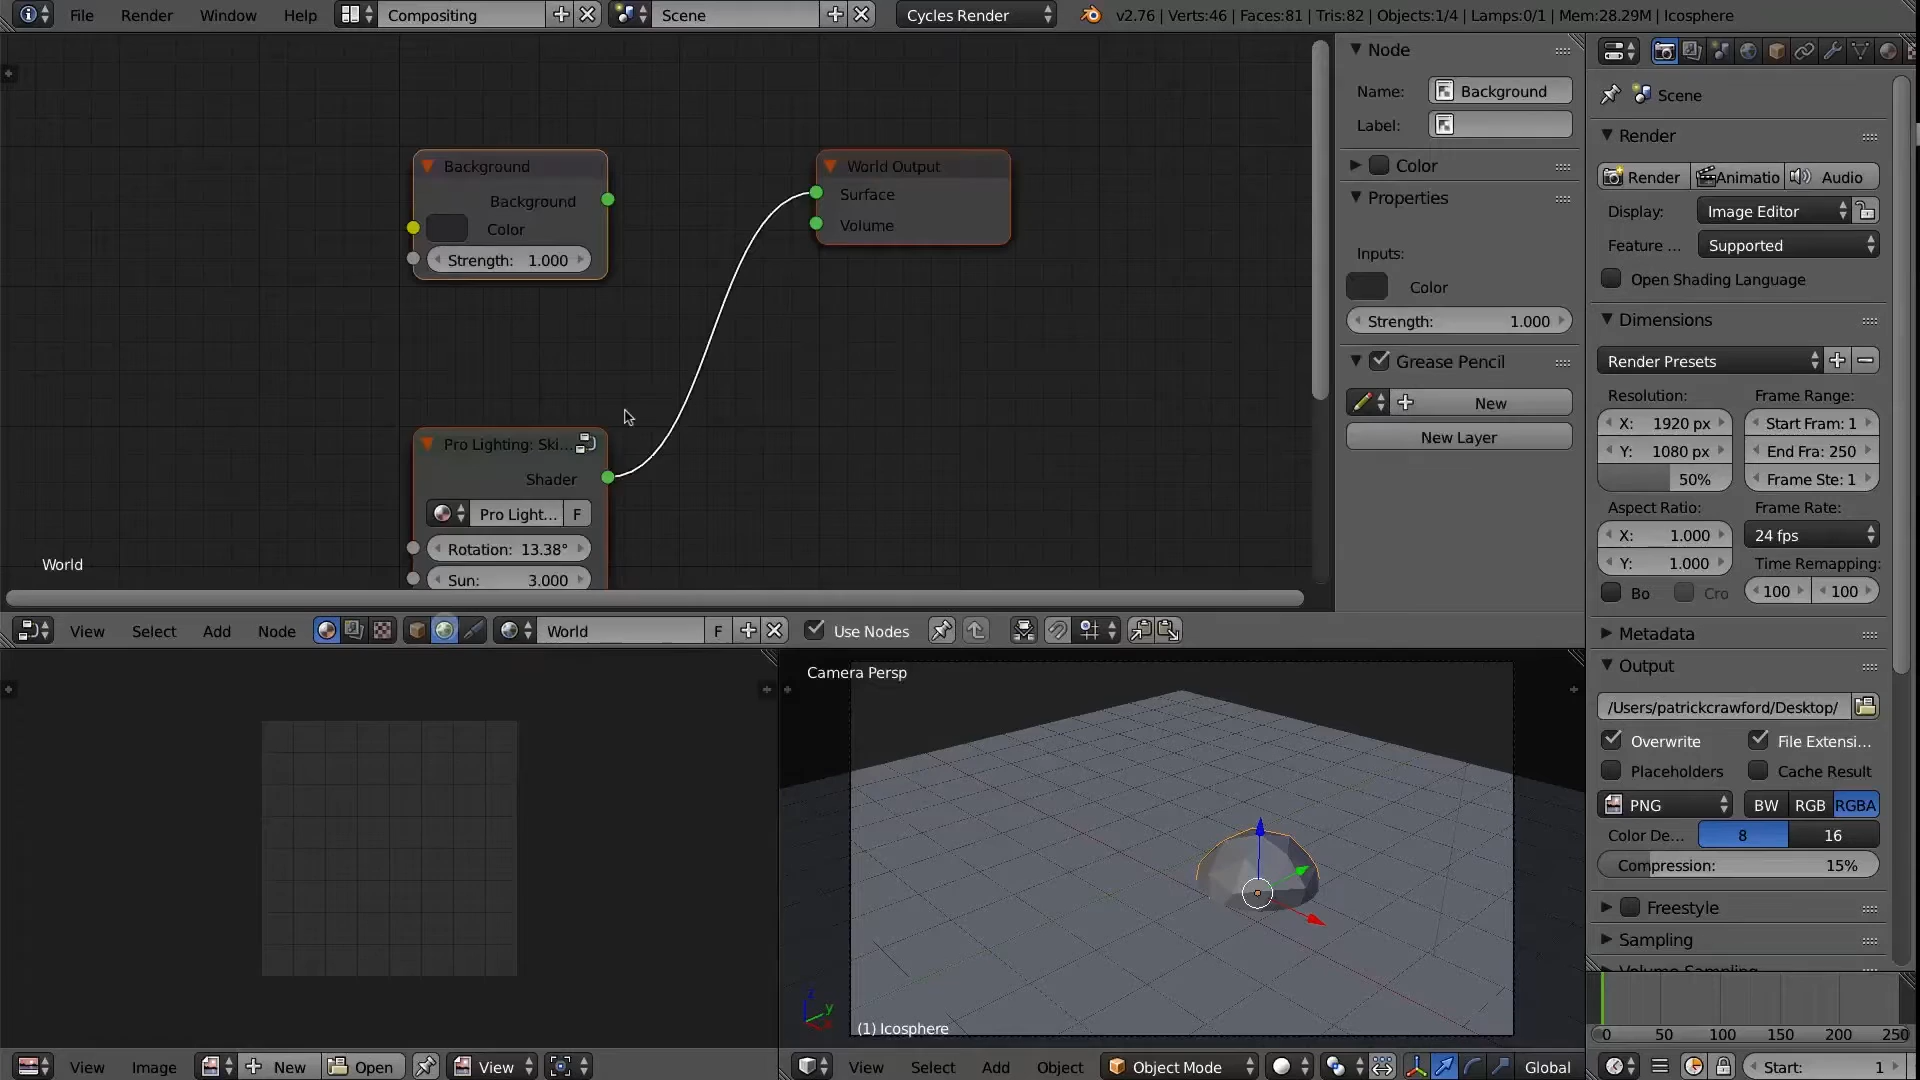 File Render Window Help Compositing Scene Cycles Render v2.76 | Verts:46 | Faces:81 | Tris:82 | Objects:1/4 | Lamps:0/1 | Mem:28.29M | Icosphere
Background
Background
Color
Strength: 1.000
World Output
Surface
Volume
Pro Lighting: Ski...
Shader
Pro Light... F
Rotation: 13.38°
Sun: 3.000
World
Node
Name: Background
Label:
Color
Properties
Inputs:
Color
Strength: 1.000
Grease Pencil
New
New Layer
Scene
Render
Render Animatio Audio
Display: Image Editor
Feature ... Supported
Open Shading Language
Dimensions
Render Presets
Resolution: Frame Range:
X: 1920 px Start Fram: 1
Y: 1080 px End Fra: 250
50% Frame Ste: 1
Aspect Ratio: Frame Rate:
X: 1.000 24 fps
Y: 1.000 Time Remapping:
Bo Cro 100 100
Metadata
Output
/Users/patrickcrawford/Desktop/
Overwrite File Extensi...
Placeholders Cache Result
PNG BW RGB RGBA
Color De... 8 16
Compression: 15%
Freestyle
Sampling
Volume Sampling
0 50 100 150 200 250
Start: 1
View Select Add Node World F Use Nodes
Camera Persp
z
y
(1) Icosphere
View Image New Open View
View Select Add Object Object Mode Global